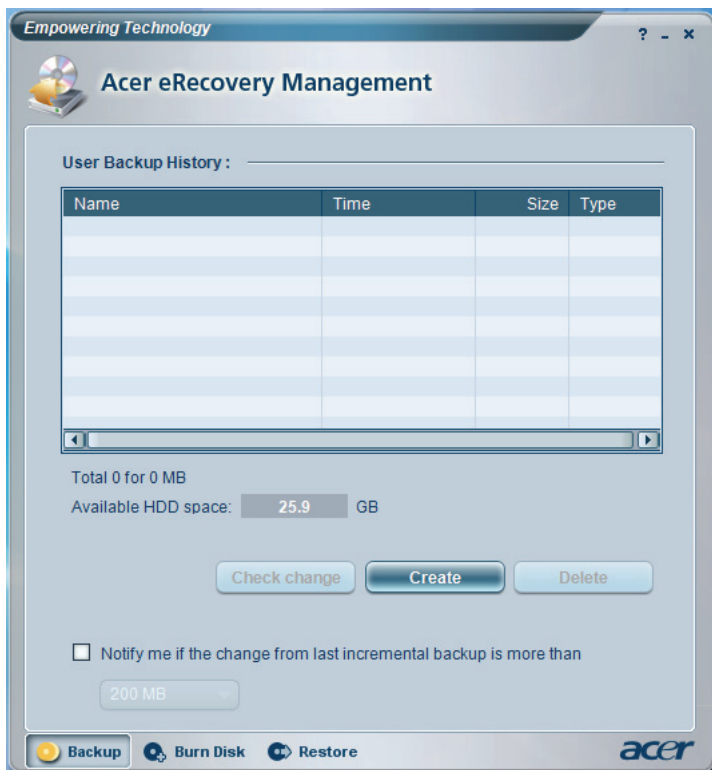 Empowering Technology
? - ×
Acer eRecovery Management
User Backup History :
Name Time Size Type
Total 0 for 0 MB
Available HDD space: 25.9 GB
Check change Create Delete
Notify me if the change from last incremental backup is more than
200 MB
Backup Burn Disk Restore acer